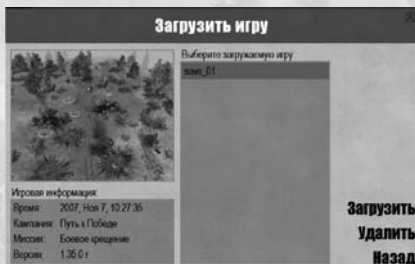 Загрузить игру
Выберите загружаемую игру:
save_01
Игровая информация:
Время: 2007, Ноя 7, 10:27:35
Кампания: Путь к Победе
Миссия: Боевое крещение
Версия: 1.35.0 r
Загрузить
Удалить
Назад